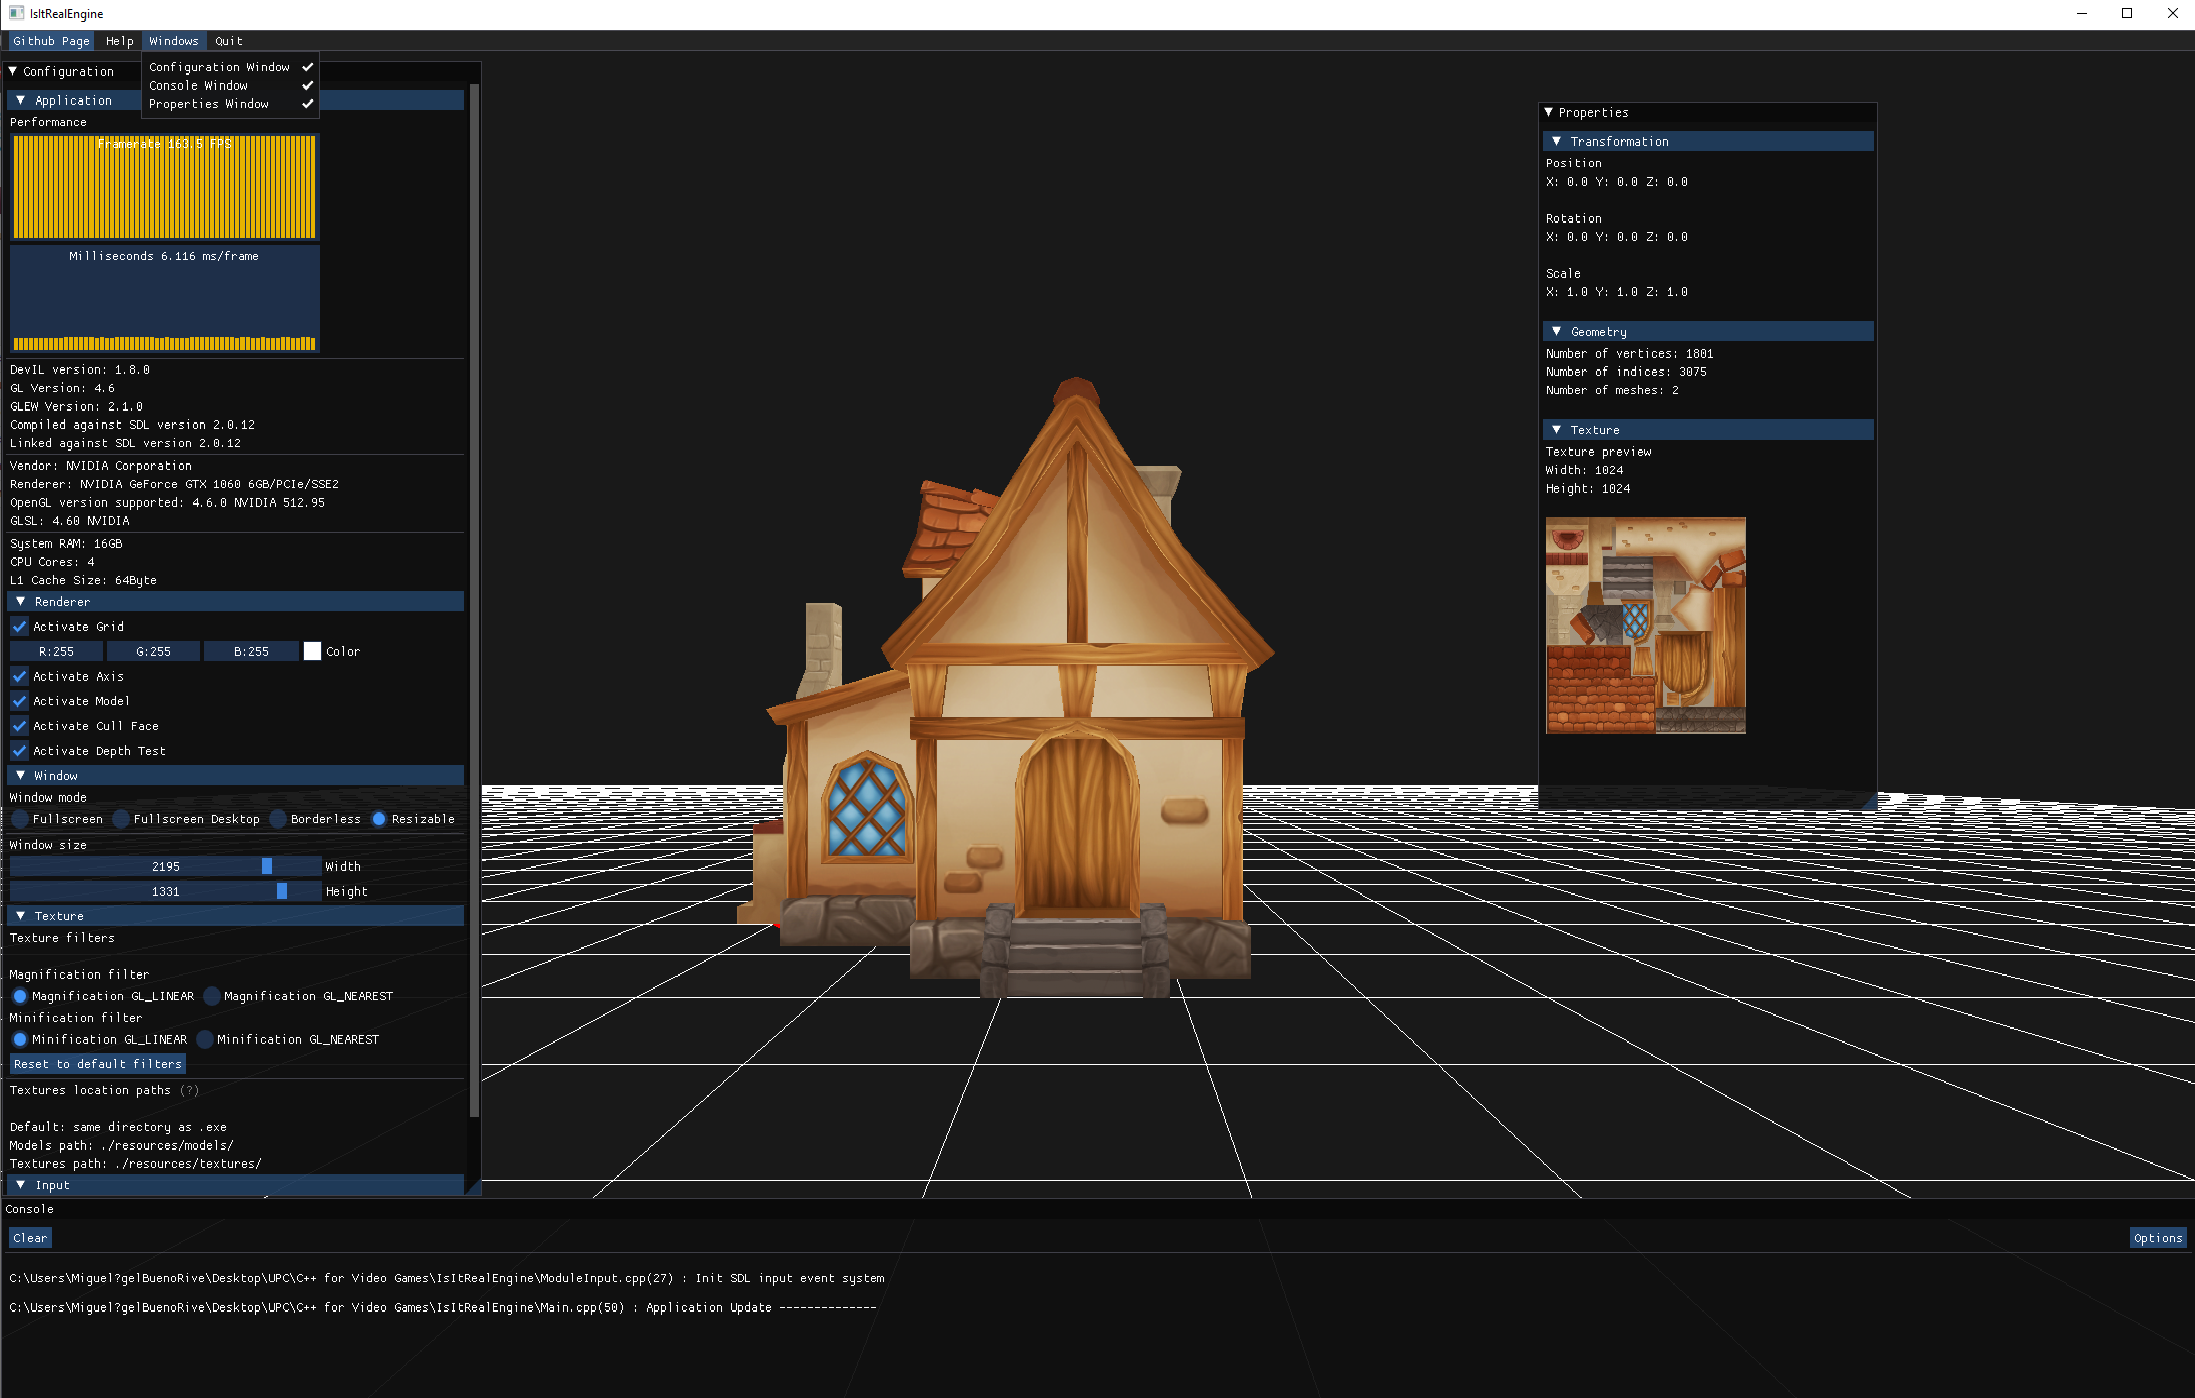 IsItRealEngine
Github Page Help Windows Quit
Configuration Window
Console Window
Properties Window
Configuration
Application
Performance
Framerate 163.5 FPS
Milliseconds 6.116 ms/frame
DevIL version: 1.8.0
GL Version: 4.6
GLEW Version: 2.1.0
Compiled against SDL version 2.0.12
Linked against SDL version 2.0.12
Vendor: NVIDIA Corporation
Renderer: NVIDIA GeForce GTX 1060 6GB/PCIe/SSE2
OpenGL version supported: 4.6.0 NVIDIA 512.95
GLSL: 4.60 NVIDIA
System RAM: 16GB
CPU Cores: 4
L1 Cache Size: 64Byte
Renderer
Activate Grid
R:255 G:255 B:255 Color
Activate Axis
Activate Model
Activate Cull Face
Activate Depth Test
Window
Window mode
Fullscreen Fullscreen Desktop Borderless Resizable
Window size
2195 Width
1331 Height
Texture
Texture filters
Magnification filter
Magnification GL_LINEAR Magnification GL_NEAREST
Minification filter
Minification GL_LINEAR Minification GL_NEAREST
Reset to default filters
Textures location paths (?)
Default: same directory as .exe
Models path: ./resources/models/
Textures path: ./resources/textures/
Input
Properties
Transformation
Position
X: 0.0 Y: 0.0 Z: 0.0
Rotation
X: 0.0 Y: 0.0 Z: 0.0
Scale
X: 1.0 Y: 1.0 Z: 1.0
Geometry
Number of vertices: 1801
Number of indices: 3075
Number of meshes: 2
Texture
Texture preview
Width: 1024
Height: 1024
Console
Clear Options
C:\Users\Miguel?gelBuenoRive\Desktop\UPC\C++ for Video Games\IsItRealEngine\ModuleInput.cpp(27) : Init SDL input event system
C:\Users\Miguel?gelBuenoRive\Desktop\UPC\C++ for Video Games\IsItRealEngine\Main.cpp(50) : Application Update --------------